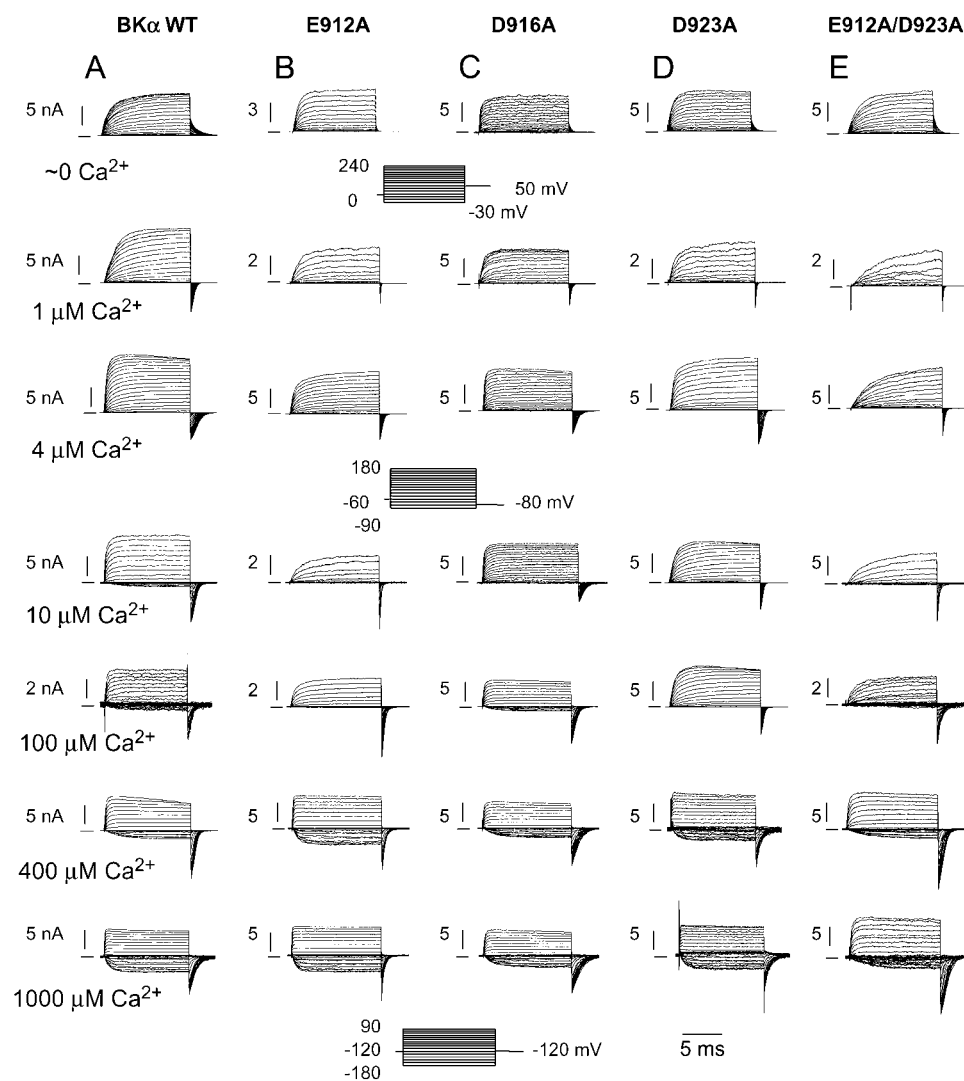 BKα WT E912A D916A D923A E912A/D923A
A B C D E
5 nA 3 5 5 5
~0 Ca2+
240
0
50 mV
-30 mV
5 nA 2 5 2 2
1 μM Ca2+
5 nA 5 5 5 5
4 μM Ca2+
180
-60
-90
-80 mV
5 nA 2 5 5 5
10 μM Ca2+
2 nA 2 5 5 2
100 μM Ca2+
5 nA 5 5 5 5
400 μM Ca2+
5 nA 5 5 5 5
1000 μM Ca2+
90
-120
-180
-120 mV
5 ms